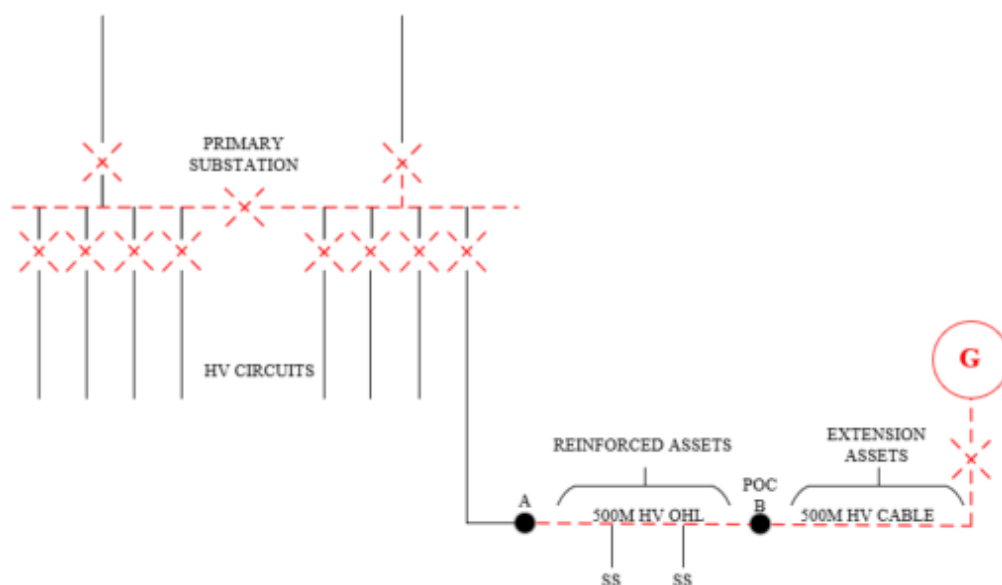 PRIMARY
SUBSTATION
HV CIRCUITS
G
REINFORCED ASSETS
EXTENSION
ASSETS
A
POC
B
500M HV OHL
500M HV CABLE
SS
SS